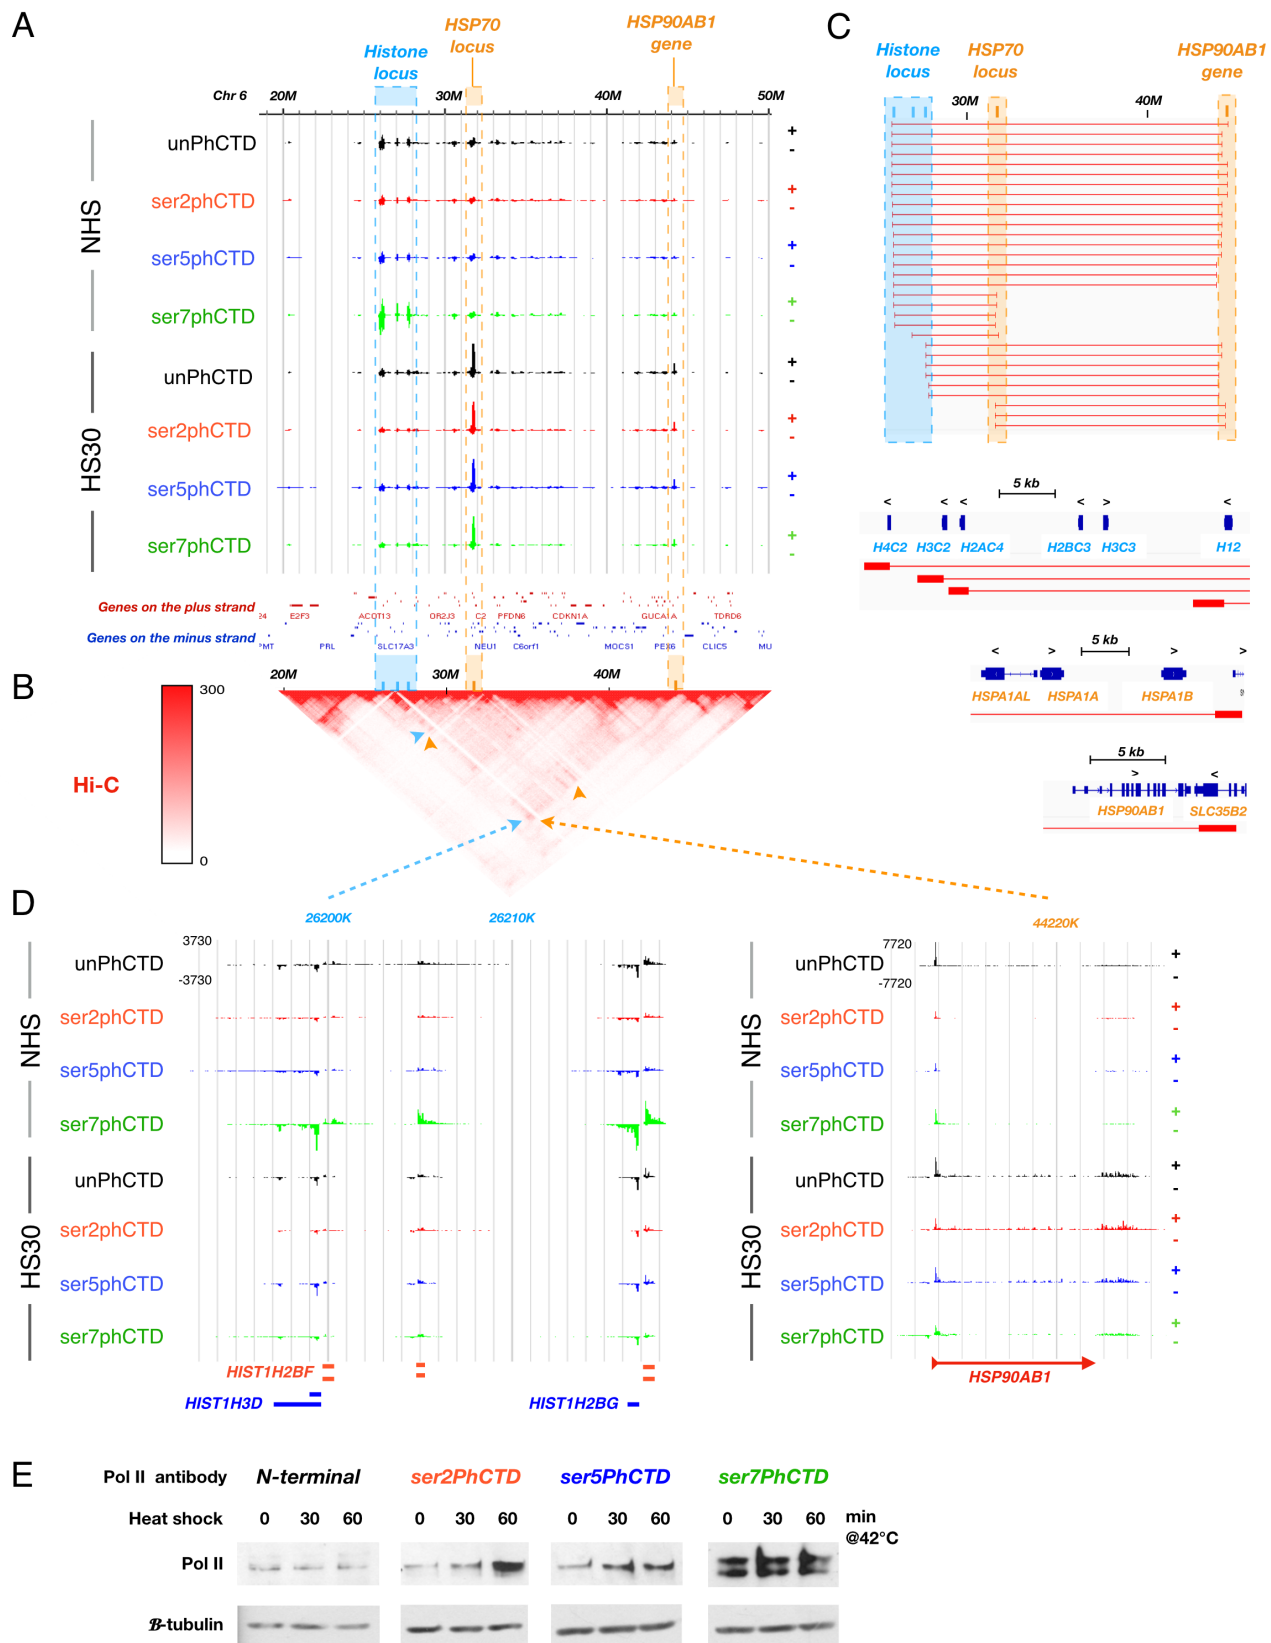 A
Histone
locus
HSP70
locus
HSP90AB1
gene
Chr 6
20M
30M
40M
50M
NHS
unPhCTD
+
-
ser2phCTD
+
-
ser5phCTD
+
-
ser7phCTD
+
-
HS30
unPhCTD
+
-
ser2phCTD
+
-
ser5phCTD
+
-
ser7phCTD
+
-
Genes on the plus strand
24
E2F3
ACOT13
OR2J3
C2
PFDN6
CDKN1A
GUCA1A
TDRD6
Genes on the minus strand
PMT
PRL
SLC17A3
NEU1
C6orf1
MOCS1
PEX6
CLIC5
MU
B
20M
30M
40M
300
0
Hi-C
C
Histone
locus
HSP70
locus
HSP90AB1
gene
30M
40M
5 kb
< < < < > <
H4C2 H3C2 H2AC4 H2BC3 H3C3 H12
5 kb
< > > >
HSPA1AL HSPA1A HSPA1B
5 kb
> <
HSP90AB1 SLC35B2
D
26200K
26210K
44220K
3730
-3730
7720
-7720
NHS
unPhCTD
ser2phCTD
ser5phCTD
ser7phCTD
HS30
unPhCTD
ser2phCTD
ser5phCTD
ser7phCTD
HIST1H2BF
HIST1H3D
HIST1H2BG
NHS
unPhCTD
+
-
ser2phCTD
+
-
ser5phCTD
+
-
ser7phCTD
+
-
HS30
unPhCTD
+
-
ser2phCTD
+
-
ser5phCTD
+
-
ser7phCTD
+
-
HSP90AB1
E
Pol II antibody N-terminal ser2PhCTD ser5PhCTD ser7PhCTD
Heat shock 0 30 60 0 30 60 0 30 60 0 30 60 min
@42°C
Pol II
ℬ-tubulin